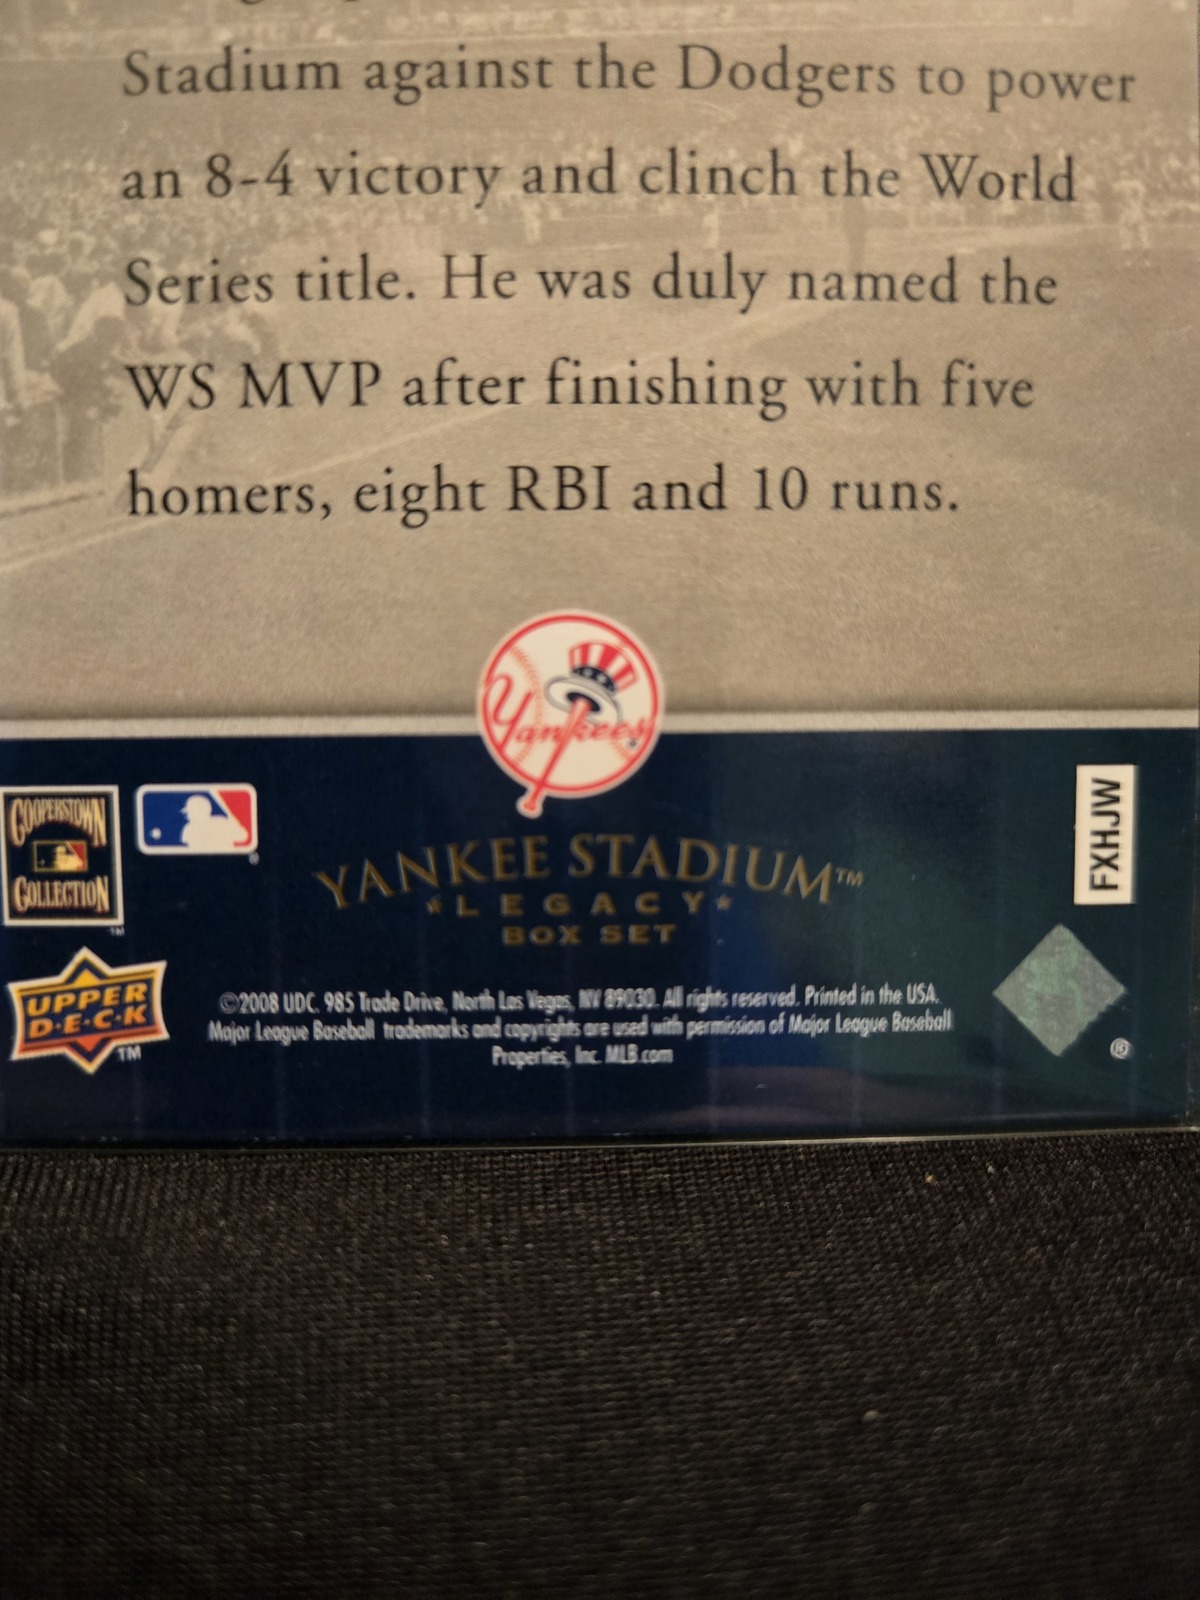 Stadium against the Dodgers to power
an 8-4 victory and clinch the World
Series title. He was duly named the
WS MVP after finishing with five
homers, eight RBI and 10 runs.
Yankees
COOPERSTOWN
COLLECTION
™
®
YANKEE STADIUM™
★LEGACY★
BOX SET
FXHJW
UPPER
D·E·C·K
™
©2008 UDC. 985 Trade Drive, North Las Vegas, NV 89030. All rights reserved. Printed in the USA.
Major League Baseball trademarks and copyrights are used with permission of Major League Baseball
Properties, Inc. MLB.com
®